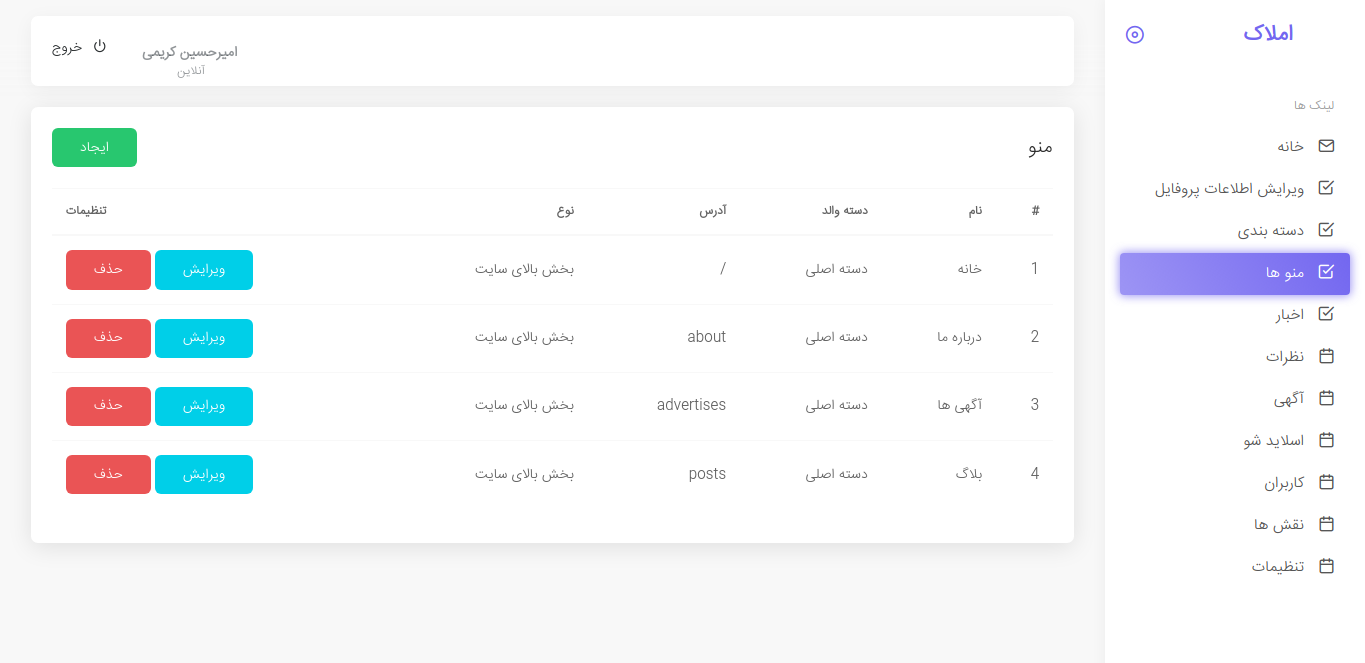 املاک
لینک ها
خانه
ویرایش اطلاعات پروفایل
دسته بندی
منو ها
اخبار
نظرات
آگهی
اسلاید شو
کاربران
نقش ها
تنظیمات
امیرحسین کریمی
آنلاین
خروج
منو
ایجاد
# نام دسته والد آدرس نوع تنظیمات
1 خانه دسته اصلی / بخش بالای سایت ویرایش حذف
2 درباره ما دسته اصلی about بخش بالای سایت ویرایش حذف
3 آگهی ها دسته اصلی advertises بخش بالای سایت ویرایش حذف
4 بلاگ دسته اصلی posts بخش بالای سایت ویرایش حذف